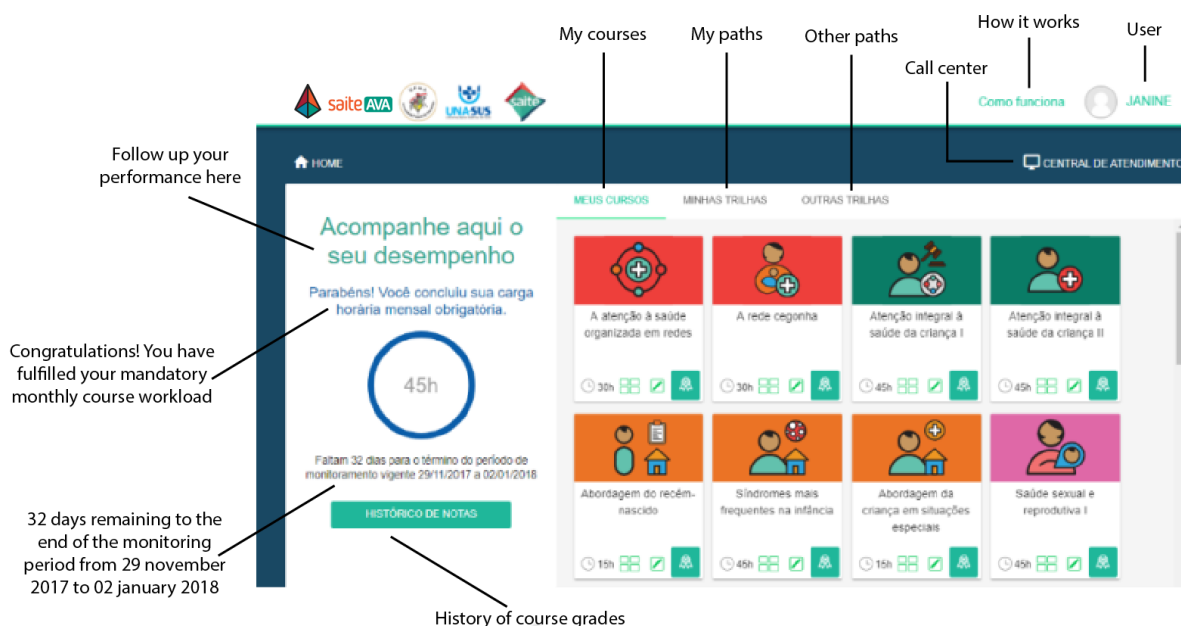 How it works
My courses
My paths
Other paths
User
Call center
saite AVA
UNA-SUS
saite
Como funciona
JANINE
HOME
CENTRAL DE ATENDIMENTO
Follow up your
performance here
MEUS CURSOS
MINHAS TRILHAS
OUTRAS TRILHAS
Acompanhe aqui o
seu desempenho
Parabéns! Você concluiu sua carga
horária mensal obrigatória.
45h
Congratulations! You have
fulfilled your mandatory
monthly course workload
Faltam 32 dias para o término do período de
monitoramento vigente 29/11/2017 a 02/01/2018
HISTÓRICO DE NOTAS
32 days remaining to the
end of the monitoring
period from 29 november
2017 to 02 january 2018
History of course grades
A atenção à saúde
organizada em redes
30h
A rede cegonha
30h
Atenção integral à
saúde da criança I
45h
Atenção integral à
saúde da criança II
45h
Abordagem do recém-
nascido
15h
Síndromes mais
frequentes na infância
45h
Abordagem da
criança em situações
especiais
15h
Saúde sexual e
reprodutiva I
45h